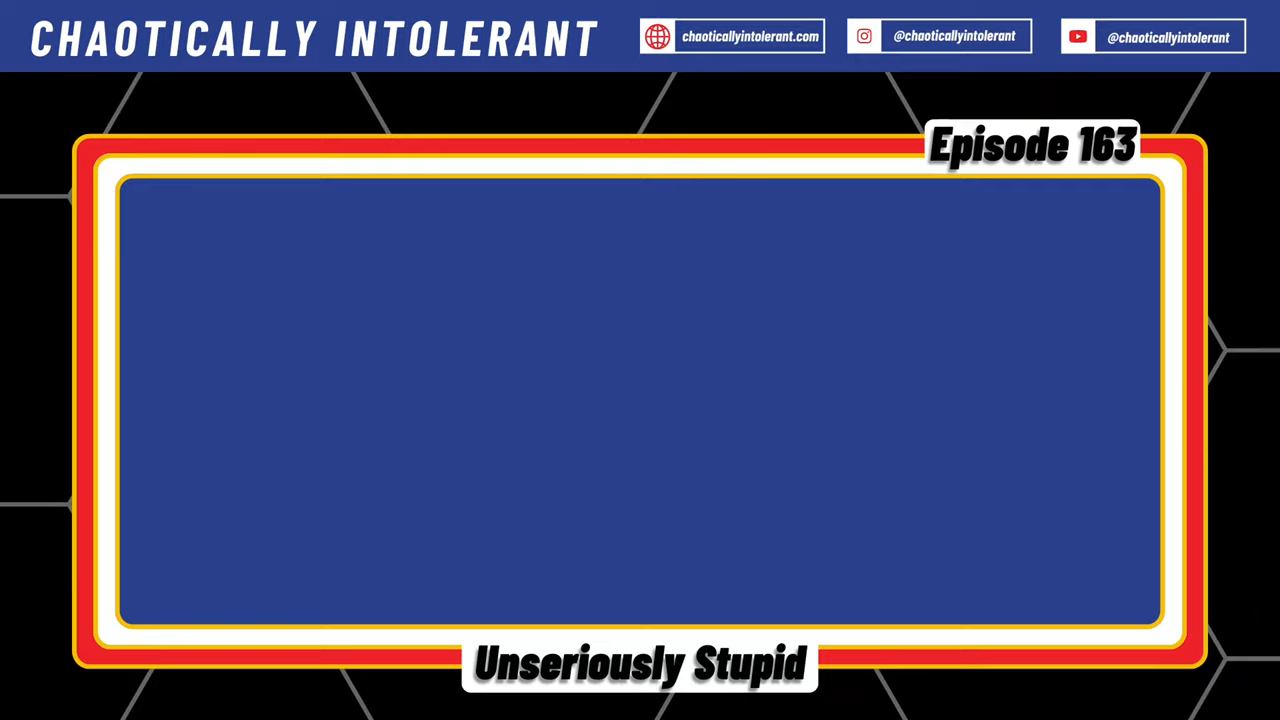 CHAOTICALLY INTOLERANT
chaoticallyintolerant.com
@chaoticallyintolerant
@chaoticallyintolerant
Episode 163
Unseriously Stupid